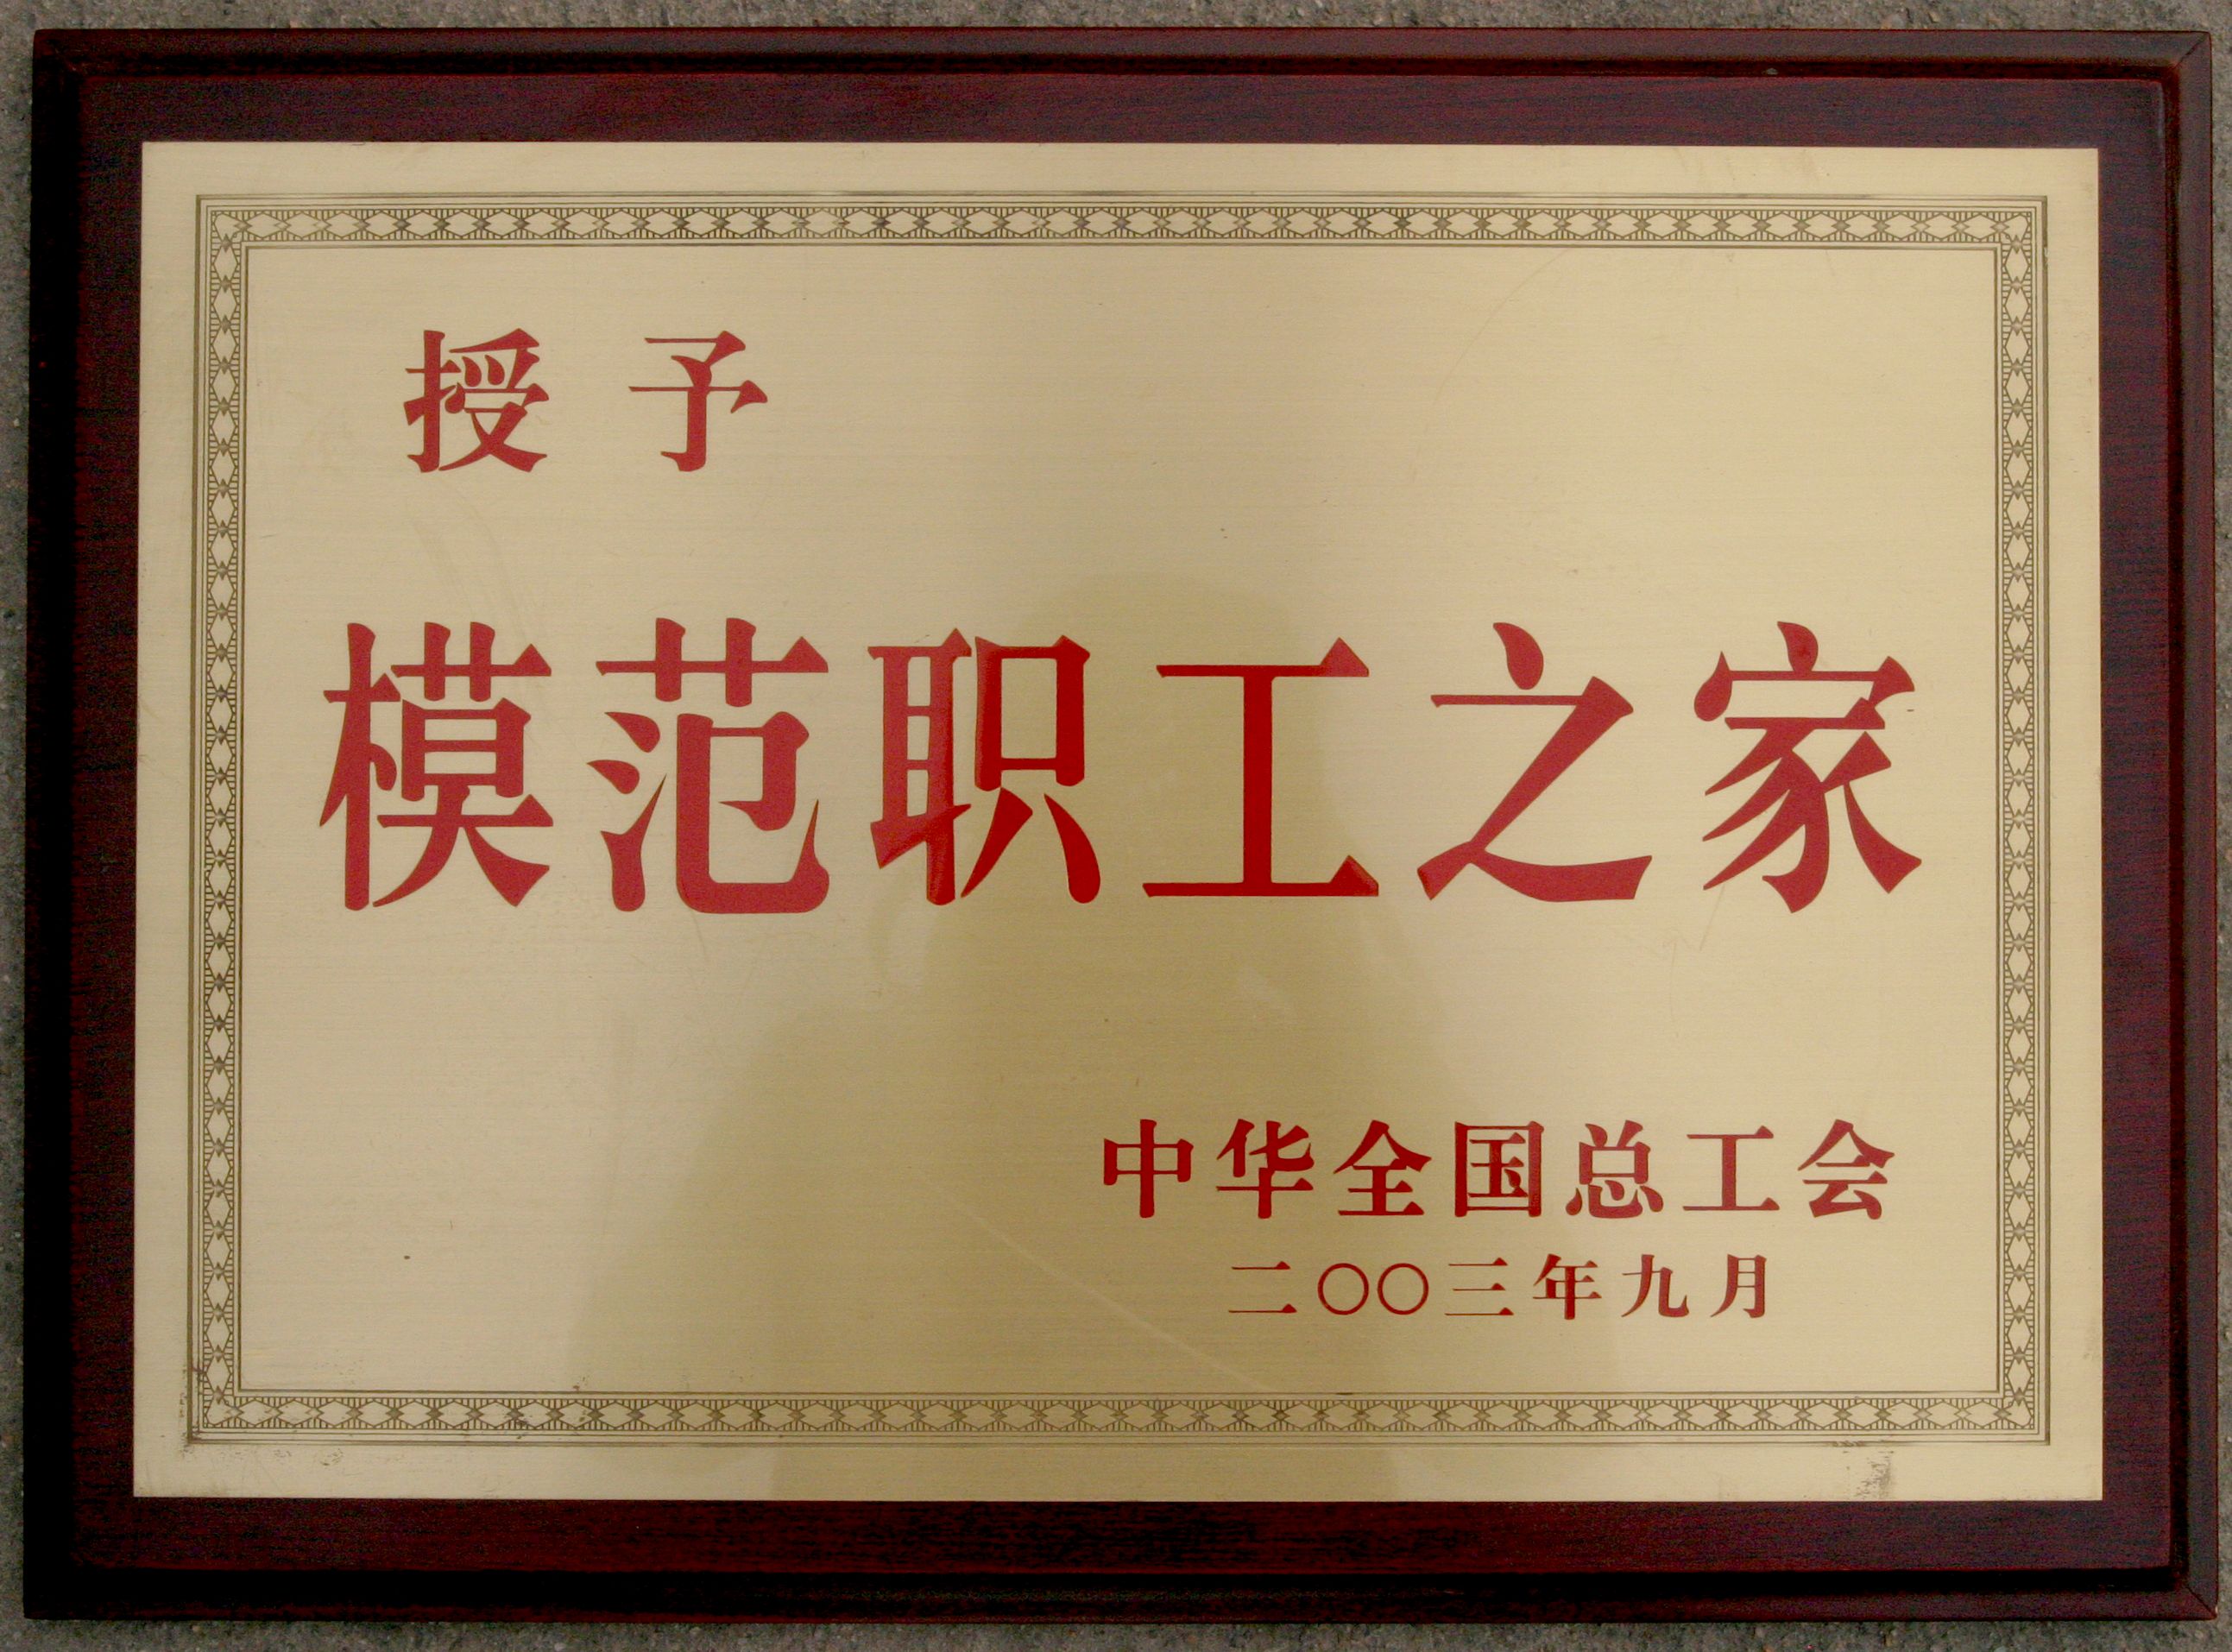 授予
模范职工之家
中华全国总工会
二〇〇三年九月